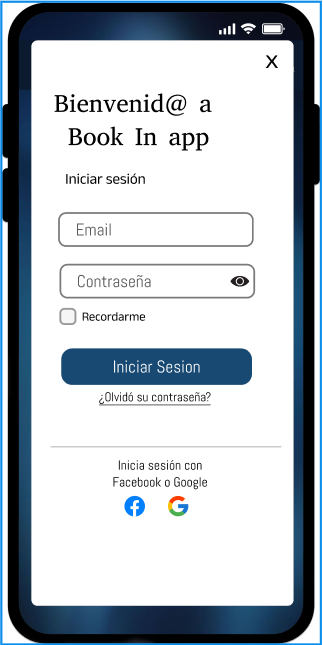 X
Bienvenid@ a
Book In app
Iniciar sesión
Email
Contraseña
Recordarme
Iniciar Sesion
¿Olvidó su contraseña?
Inicia sesión con
Facebook o Google